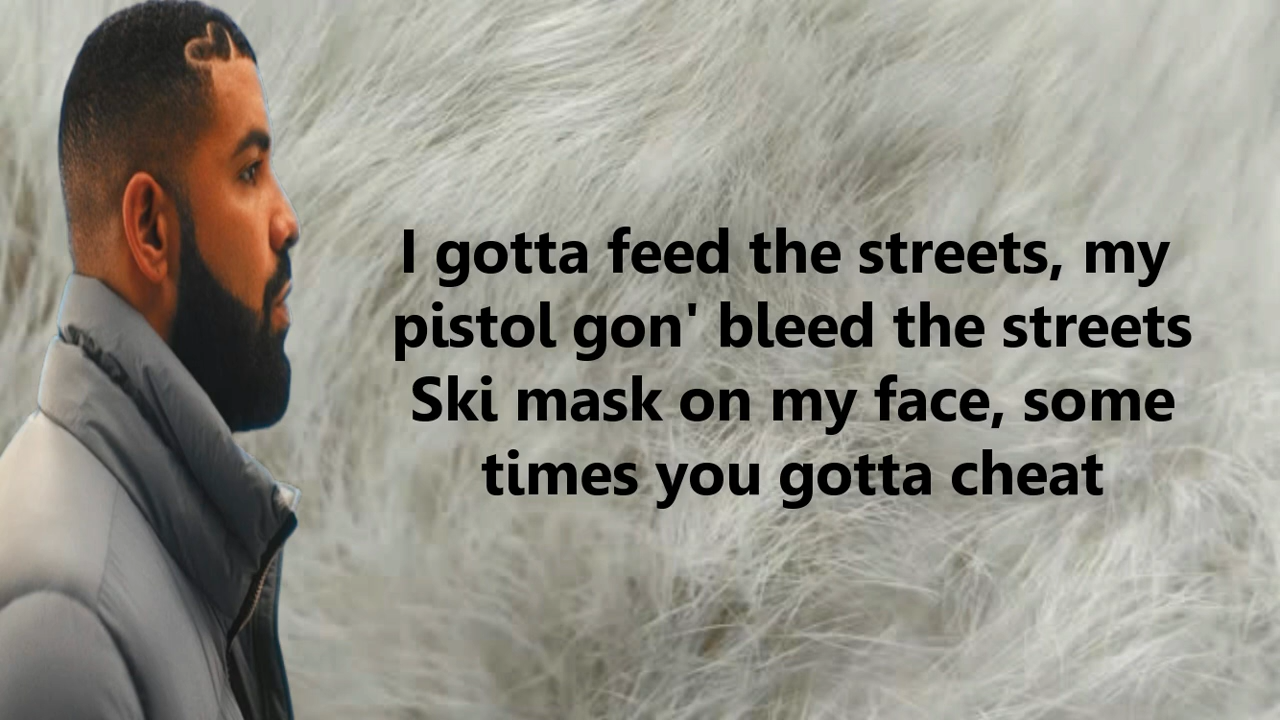 I gotta feed the streets, my
pistol gon' bleed the streets
Ski mask on my face, some
times you gotta cheat